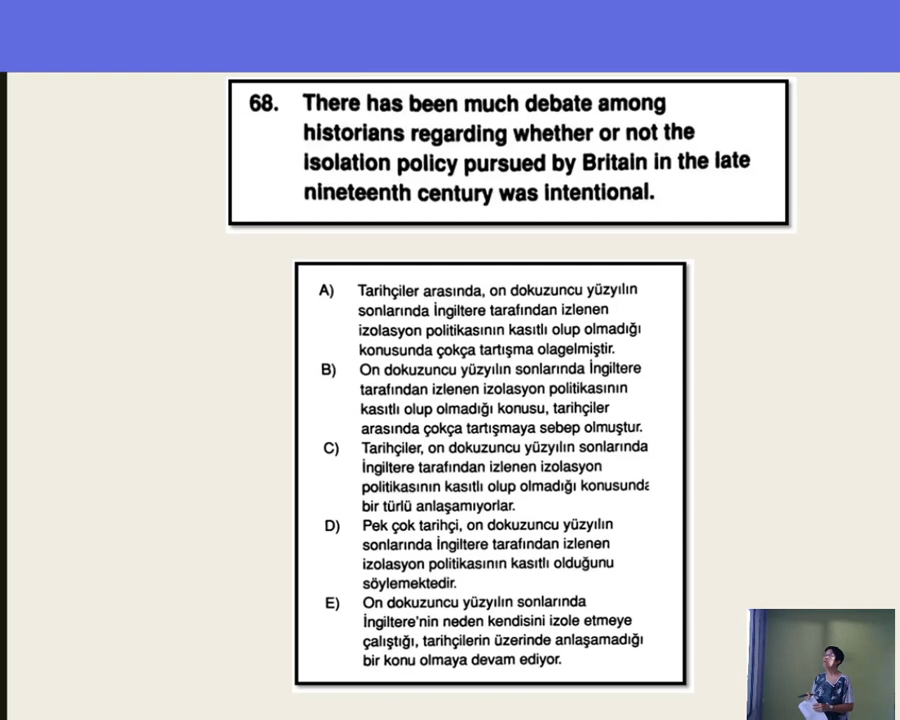 68. There has been much debate among
historians regarding whether or not the
isolation policy pursued by Britain in the late
nineteenth century was intentional.
A) Tarihçiler arasında, on dokuzuncu yüzyılın
sonlarında İngiltere tarafından izlenen
izolasyon politikasının kasıtlı olup olmadığı
konusunda çokça tartışma olagelmiştir.
B) On dokuzuncu yüzyılın sonlarında İngiltere
tarafından izlenen izolasyon politikasının
kasıtlı olup olmadığı konusu, tarihçiler
arasında çokça tartışmaya sebep olmuştur.
C) Tarihçiler, on dokuzuncu yüzyılın sonlarında
İngiltere tarafından izlenen izolasyon
politikasının kasıtlı olup olmadığı konusunda
bir türlü anlaşamıyorlar.
D) Pek çok tarihçi, on dokuzuncu yüzyılın
sonlarında İngiltere tarafından izlenen
izolasyon politikasının kasıtlı olduğunu
söylemektedir.
E) On dokuzuncu yüzyılın sonlarında
İngiltere'nin neden kendisini izole etmeye
çalıştığı, tarihçilerin üzerinde anlaşamadığı
bir konu olmaya devam ediyor.